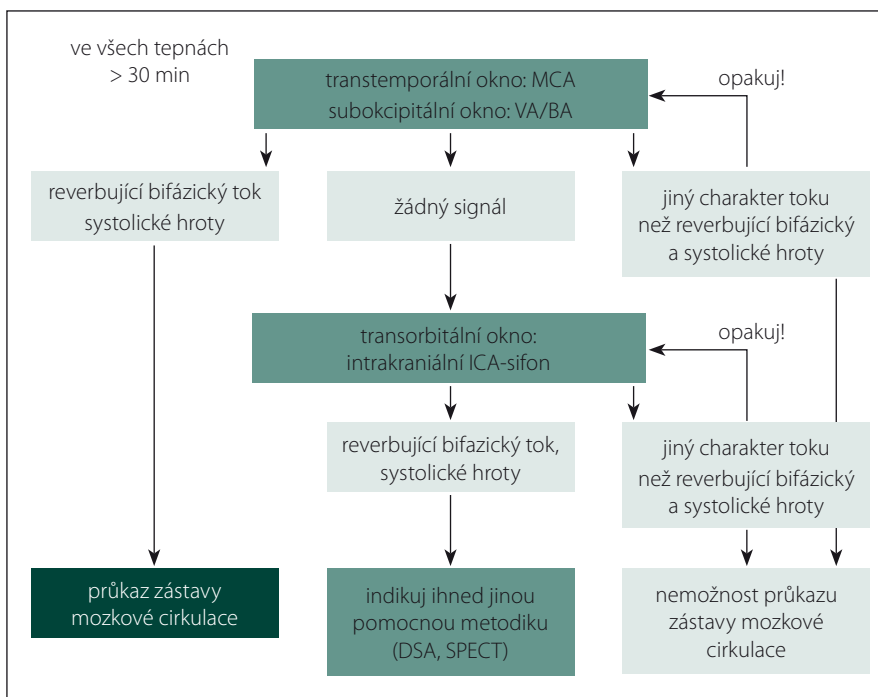 ve všech tepnách
> 30 min
transtemporální okno: MCA
subokcipitální okno: VA/BA
opakuj!
reverbující bifázický tok
systolické hroty
žádný signál
jiný charakter toku
než reverbující bifázický
a systolické hroty
transorbitální okno:
intrakraniální ICA-sifon
opakuj!
reverbující bifazický tok,
systolické hroty
jiný charakter toku
než reverbující bifázický
a systolické hroty
průkaz zástavy
mozkové cirkulace
indikuj ihned jinou
pomocnou metodiku
(DSA, SPECT)
nemožnost průkazu
zástavy mozkové
cirkulace